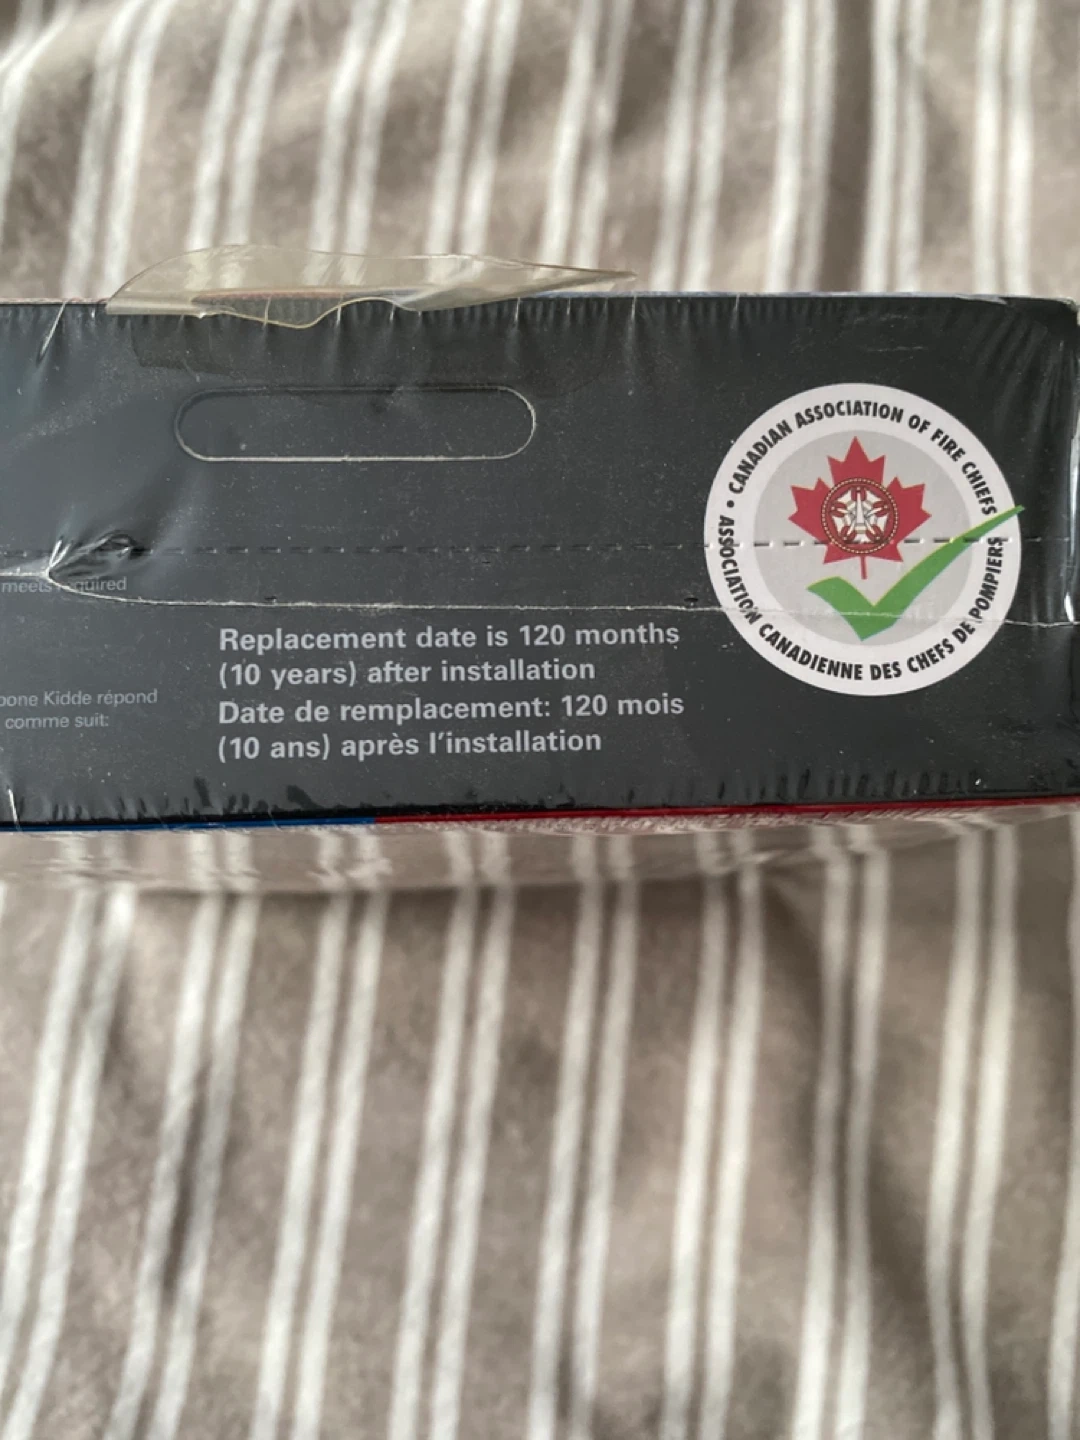 CANADIAN ASSOCIATION OF FIRE CHIEFS •
ASSOCIATION CANADIENNE DES CHEFS DE POMPIERS
meets required
Replacement date is 120 months
(10 years) after installation
Date de remplacement: 120 mois
(10 ans) après l'installation
Kidde répond
comme suit: